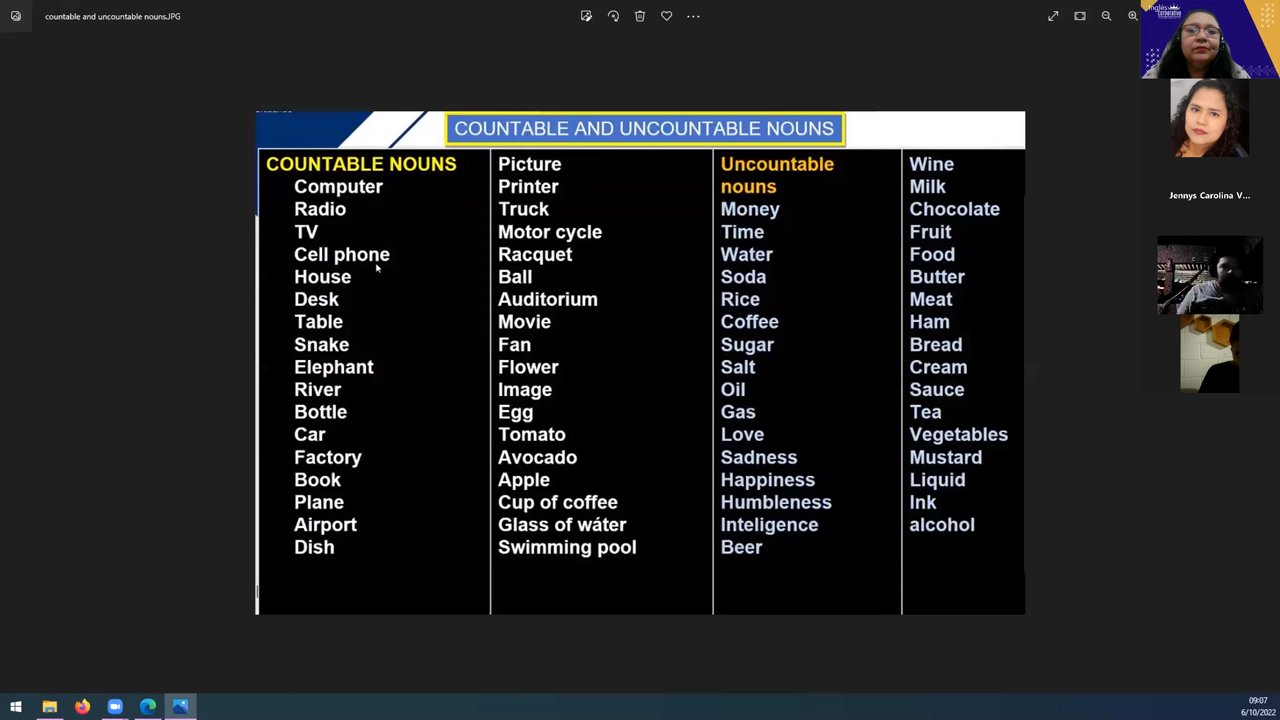 countable and uncountable nounsJPG
Inglés
Corporativo
COUNTABLE AND UNCOUNTABLE NOUNS
COUNTABLE NOUNS
Computer
Radio
TV
Cell phone
House
Desk
Table
Snake
Elephant
River
Bottle
Car
Factory
Book
Plane
Airport
Dish
Picture
Printer
Truck
Motor cycle
Racquet
Ball
Auditorium
Movie
Fan
Flower
Image
Egg
Tomato
Avocado
Apple
Cup of coffee
Glass of wáter
Swimming pool
Uncountable
nouns
Money
Time
Water
Soda
Rice
Coffee
Sugar
Salt
Oil
Gas
Love
Sadness
Happiness
Humbleness
Inteligence
Beer
Wine
Milk
Chocolate
Fruit
Food
Butter
Meat
Ham
Bread
Cream
Sauce
Tea
Vegetables
Mustard
Liquid
Ink
alcohol
Jennys Carolina V...
09:07
6/10/2022